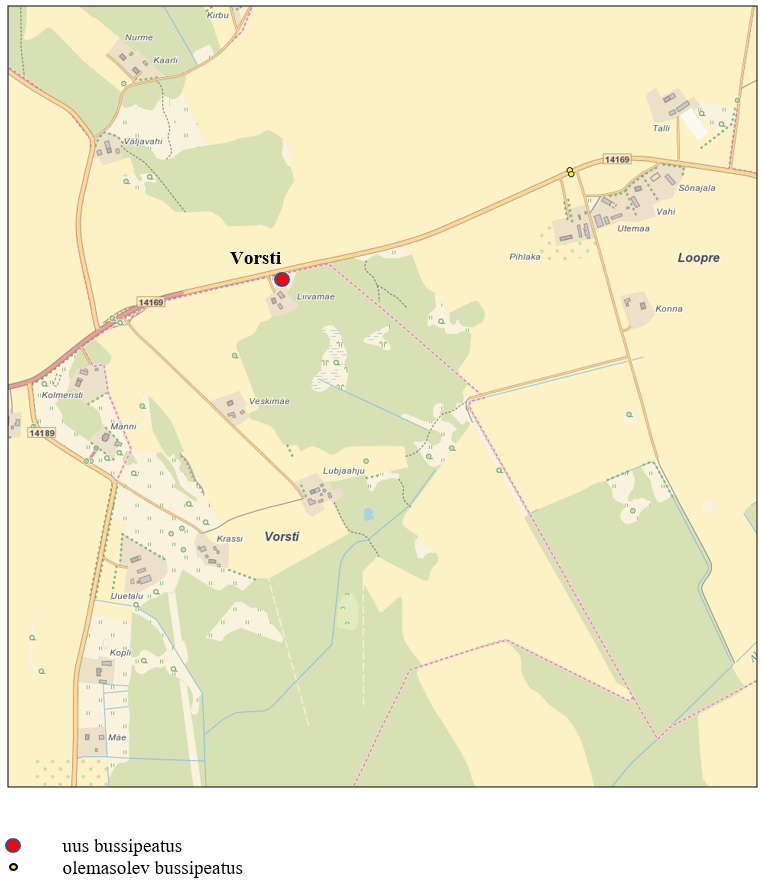 Kirbu
Nurme
Kaarli
Väljavahi
Talli
14169
Sõnajala
Vahi
Utemaa
Pihlaka
Loopre
Vorsti
Liivamäe
14169
Konna
Kolmeristi
Veskimäe
14189
Männi
Lubjaahju
Krassi
Vorsti
Uuetalu
Kopli
Mäe
uus bussipeatus
olemasolev bussipeatus